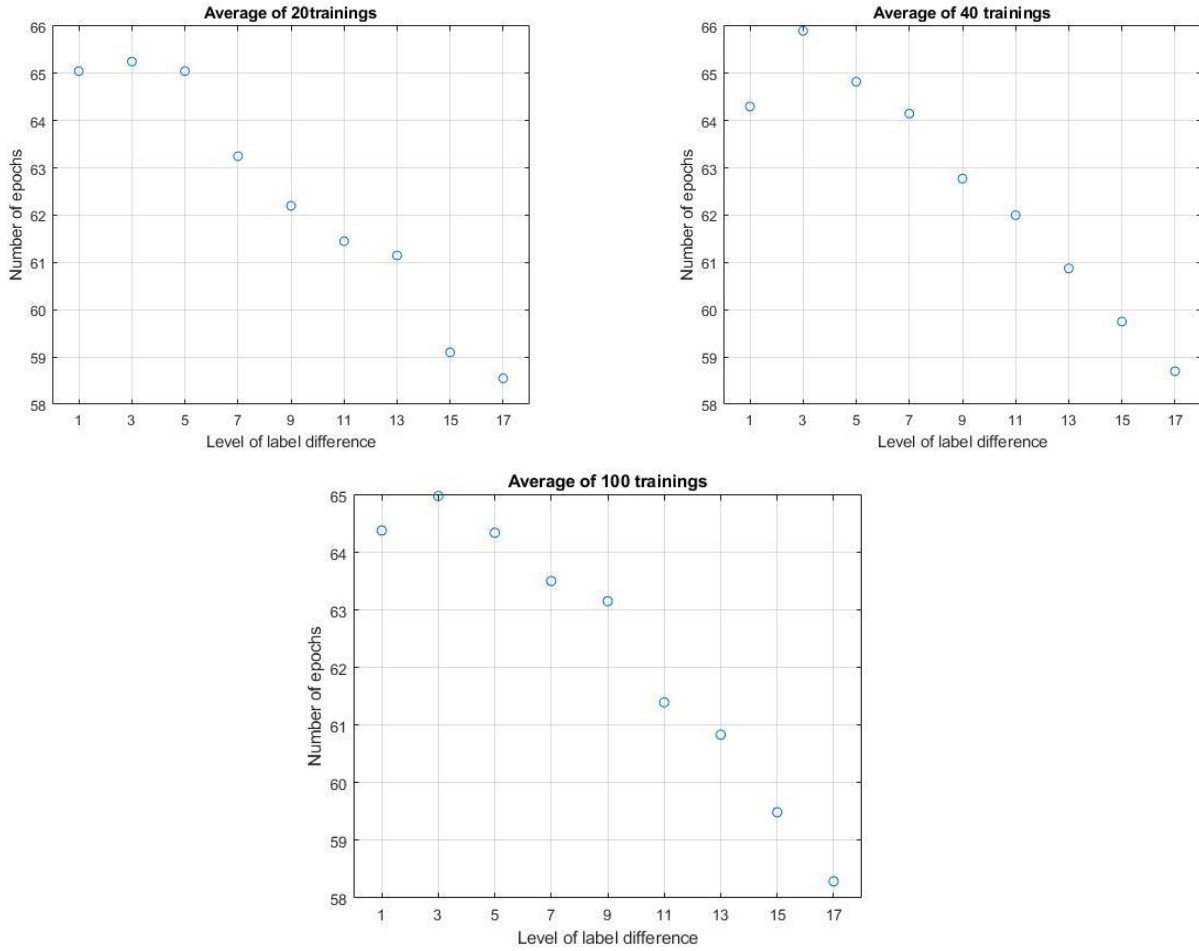 Average of 20trainings
66
65
64
63
62
61
60
59
58
Number of epochs
1 3 5 7 9 11 13 15 17
Level of label difference
Average of 40 trainings
66
65
64
63
62
61
60
59
58
Number of epochs
1 3 5 7 9 11 13 15 17
Level of label difference
Average of 100 trainings
65
64
63
62
61
60
59
58
Number of epochs
1 3 5 7 9 11 13 15 17
Level of label difference